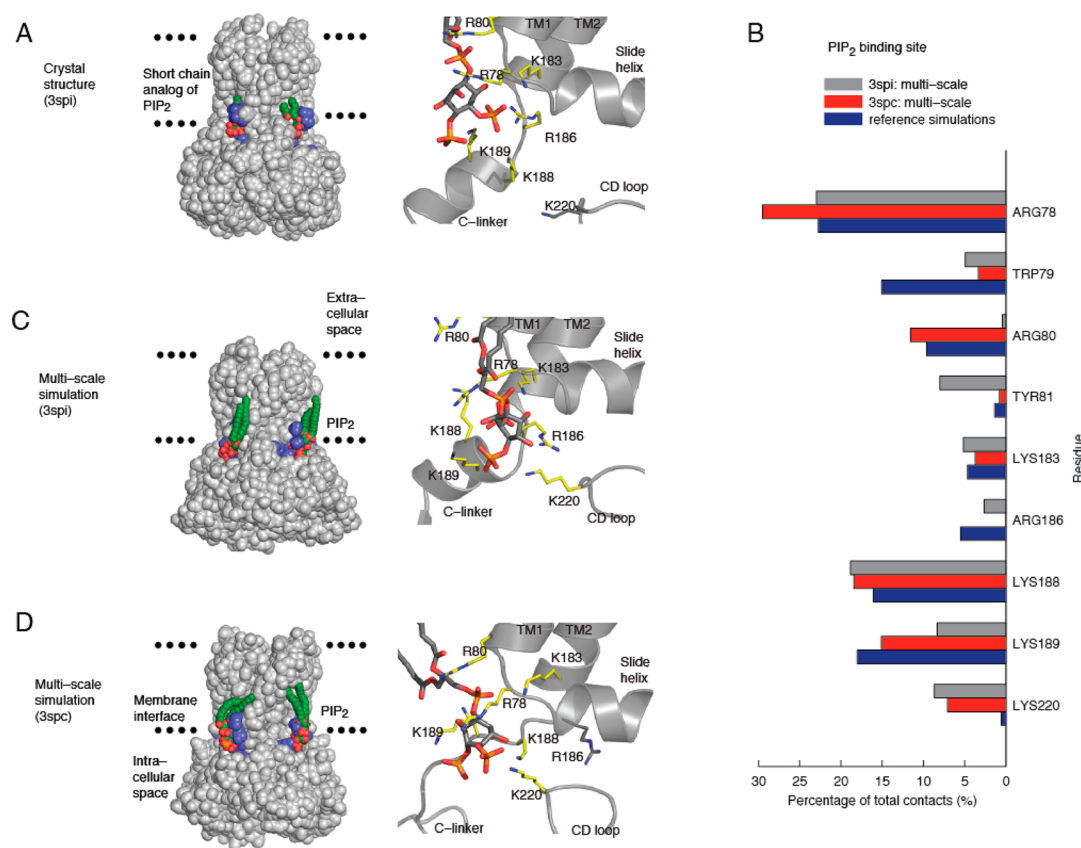 A
Crystal
structure
(3spi)
Short chain
analog of
PIP2
R80
TM1
TM2
Slide
helix
R78
K183
R186
K189
K188
K220
CD loop
C–linker
C
Multi–scale
simulation
(3spi)
Extra–
cellular
space
PIP2
TM1
TM2
Slide
helix
R80
R78
K183
K188
R186
K189
K220
C–linker
CD loop
D
Multi–scale
simulation
(3spc)
Membrane
interface
PIP2
Intra–
cellular
space
TM1
TM2
R80
K183
Slide
helix
R78
K189
K188
R186
K220
C–linker
CD loop
B
PIP2 binding site
3spi: multi–scale
3spc: multi–scale
reference simulations
ARG78
TRP79
ARG80
TYR81
LYS183
ARG186
LYS188
LYS189
LYS220
Residue
30 25 20 15 10 5 0
Percentage of total contacts (%)